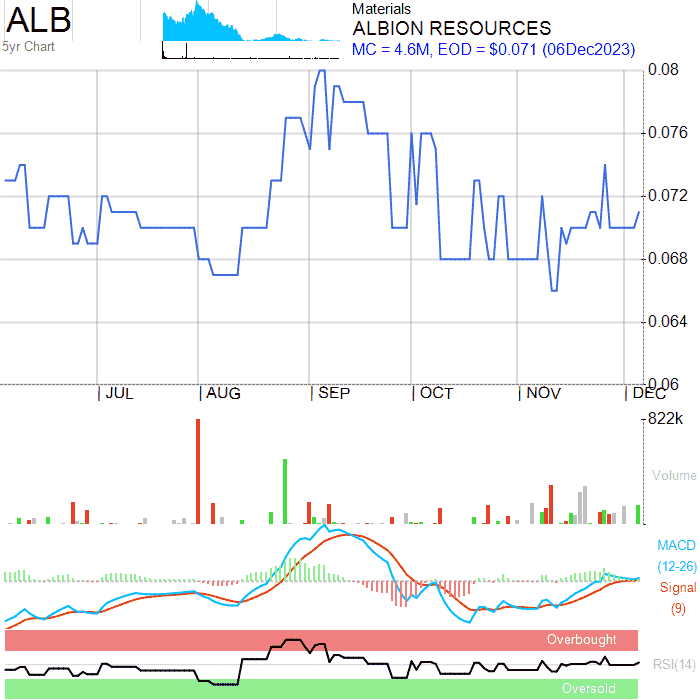 ALB
5yr Chart
Materials
ALBION RESOURCES
MC = 4.6M, EOD = $0.071 (06Dec2023)
0.08
0.076
0.072
0.068
0.064
0.06
JUL
AUG
SEP
OCT
NOV
DEC
822k
Volume
MACD
(12-26)
Signal
(9)
Overbought
RSI(14)
Oversold